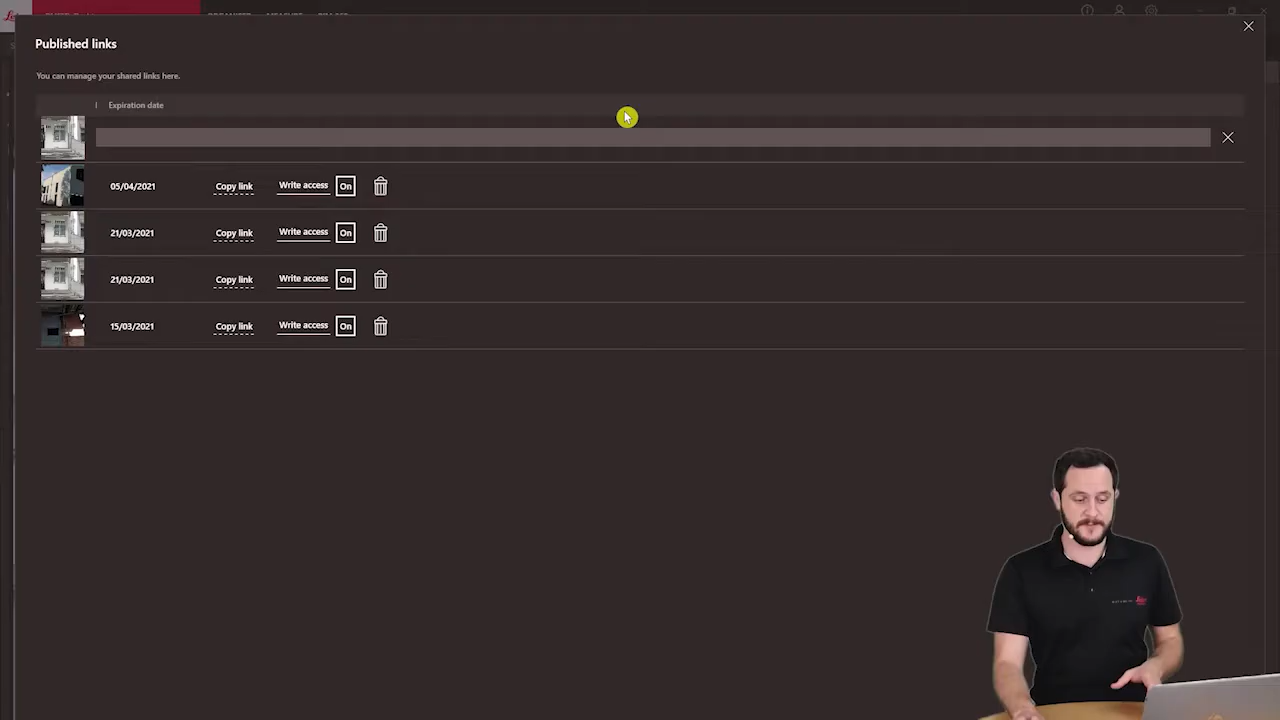 Published links
You can manage your shared links here.
Expiration date
05/04/2021 Copy link Write access On
21/03/2021 Copy link Write access On
21/03/2021 Copy link Write access On
15/03/2021 Copy link Write access On